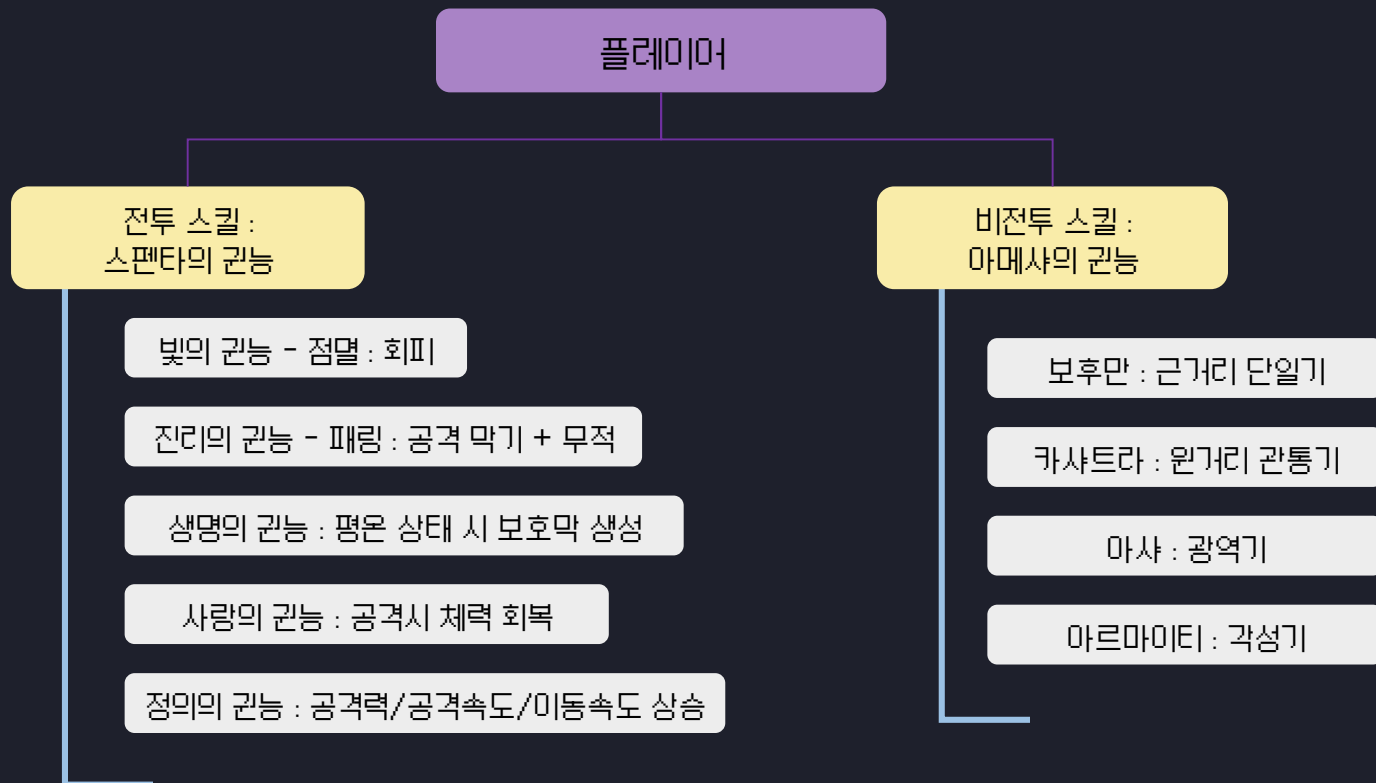 플레이어
전투 스킬 :
스펜타의 권능
빛의 권능 - 점멸 : 회피
진리의 권능 - 패링 : 공격 막기 + 무적
생명의 권능 : 평온 상태 시 보호막 생성
사랑의 권능 : 공격시 체력 회복
정의의 권능 : 공격력/공격속도/이동속도 상승
비전투 스킬 :
아메샤의 권능
보후만 : 근거리 단일기
카샤트라 : 원거리 관통기
아샤 : 광역기
아르마이티 : 각성기